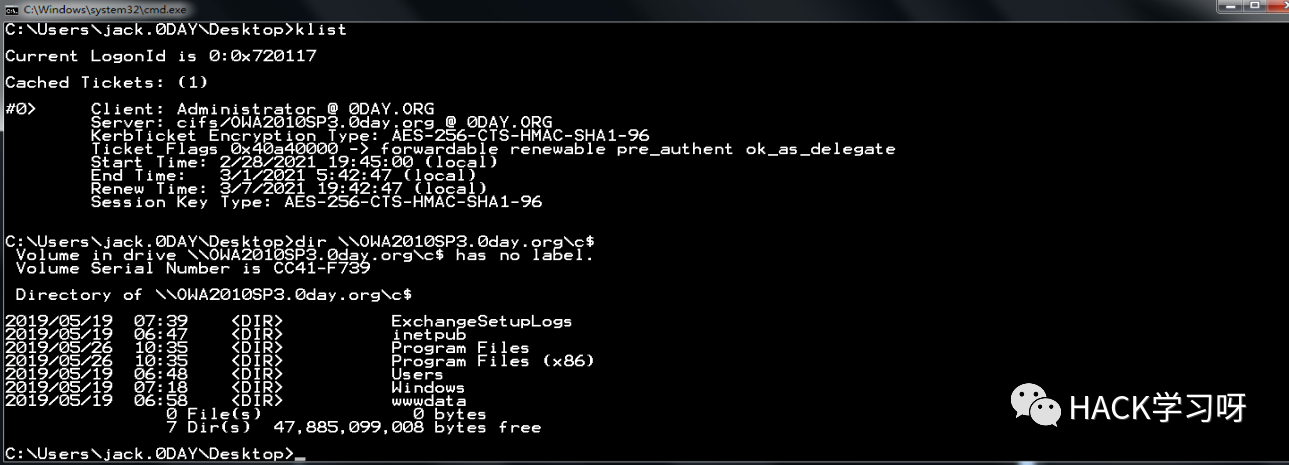 C:\Windows\system32\cmd.exe
C:\Users\jack.0DAY\Desktop>klist
Current LogonId is 0:0x720117
Cached Tickets: (1)
#0>     Client: Administrator @ 0DAY.ORG
        Server: cifs/OWA2010SP3.0day.org @ 0DAY.ORG
        KerbTicket Encryption Type: AES-256-CTS-HMAC-SHA1-96
        Ticket Flags 0x40a40000 -> forwardable renewable pre_authent ok_as_delegate
        Start Time: 2/28/2021 19:45:00 (local)
        End Time:   3/1/2021 5:42:47 (local)
        Renew Time: 3/7/2021 19:42:47 (local)
        Session Key Type: AES-256-CTS-HMAC-SHA1-96
C:\Users\jack.0DAY\Desktop>dir \\OWA2010SP3.0day.org\c$
 Volume in drive \\OWA2010SP3.0day.org\c$ has no label.
 Volume Serial Number is CC41-F739
 Directory of \\OWA2010SP3.0day.org\c$
2019/05/19  07:39    <DIR>          ExchangeSetupLogs
2019/05/19  06:47    <DIR>          inetpub
2019/05/26  10:35    <DIR>          Program Files
2019/05/26  10:35    <DIR>          Program Files (x86)
2019/05/19  06:48    <DIR>          Users
2019/05/19  07:18    <DIR>          Windows
2019/05/19  06:58    <DIR>          wwwdata
               0 File(s)              0 bytes
               7 Dir(s)  47,885,099,008 bytes free
C:\Users\jack.0DAY\Desktop>_
HACK学习呀